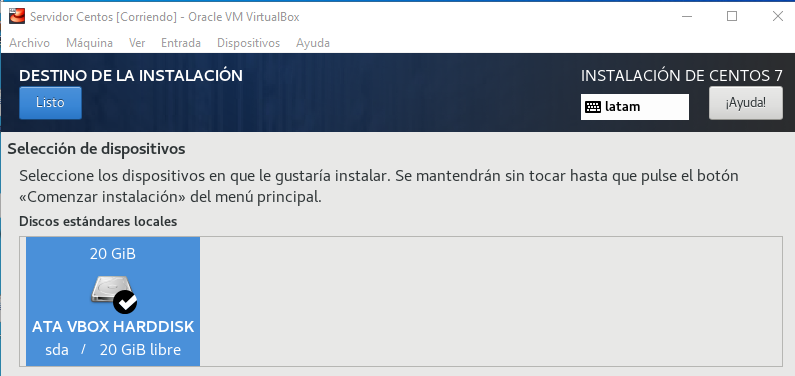 Servidor Centos [Corriendo] - Oracle VM VirtualBox
Archivo Máquina Ver Entrada Dispositivos Ayuda
DESTINO DE LA INSTALACIÓN
INSTALACIÓN DE CENTOS 7
Listo
latam
¡Ayuda!
Selección de dispositivos
Seleccione los dispositivos en que le gustaría instalar. Se mantendrán sin tocar hasta que pulse el botón
«Comenzar instalación» del menú principal.
Discos estándares locales
20 GiB
ATA VBOX HARDDISK
sda / 20 GiB libre